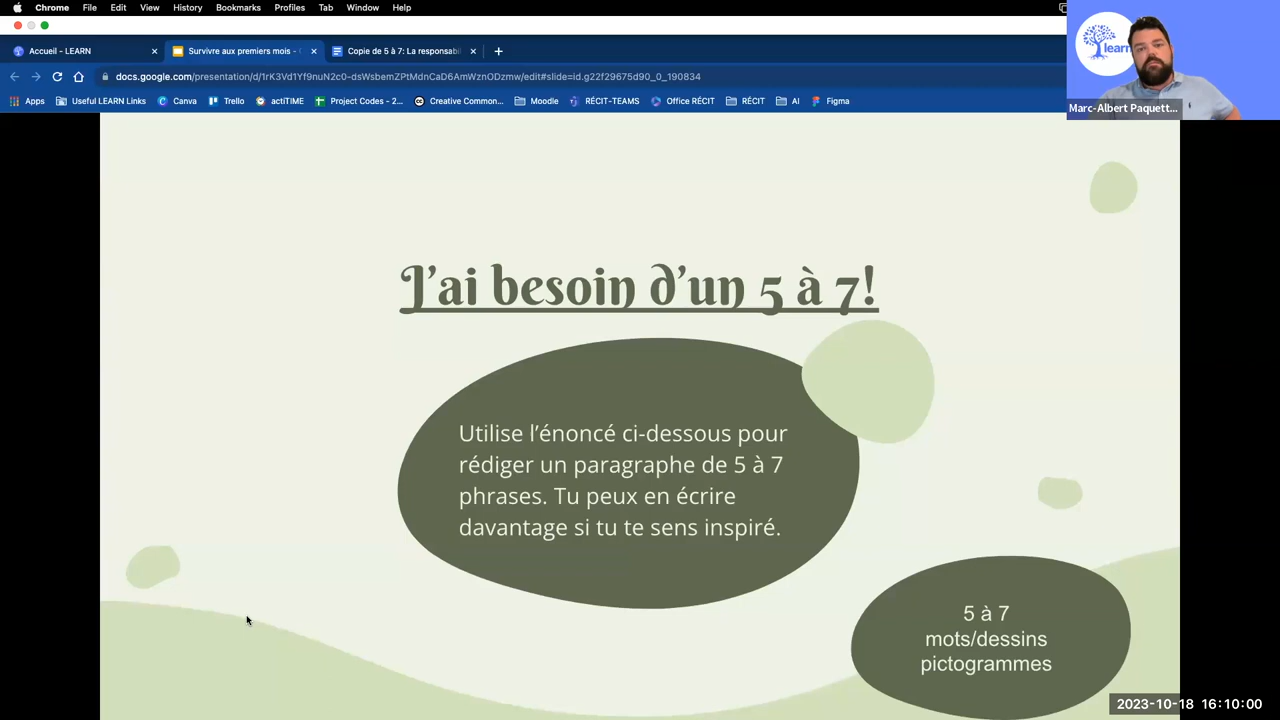 Chrome File Edit View History Bookmarks Profiles Tab Window Help
Accueil - LEARN
Survivre aux premiers mois -
Copie de 5 à 7: La responsab
docs.google.com/presentation/d/1rK3Vd1Yf9nuN2c0-dsWsbemZPtMdnCaD6AmWznODzmw/edit#slide=id.g22f29675d90_0_190834
Apps Useful LEARN Links Canva Trello actiTIME Project Codes - 2... Creative Common... Moodle RÉCIT-TEAMS Office RÉCIT RÉCIT AI Figma
learn
Marc-Albert Paquett...
J'ai besoin d'un 5 à 7!
Utilise l'énoncé ci-dessous pour
rédiger un paragraphe de 5 à 7
phrases. Tu peux en écrire
davantage si tu te sens inspiré.
5 à 7
mots/dessins
pictogrammes
2023-10-18 16:10:00